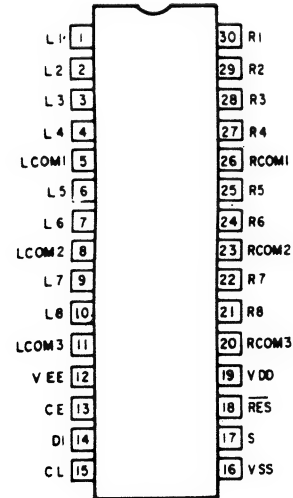 L1 1 30 R1
L2 2 29 R2
L3 3 28 R3
L4 4 27 R4
LCOM1 5 26 RCOM1
L5 6 25 R5
L6 7 24 R6
LCOM2 8 23 RCOM2
L7 9 22 R7
L8 10 21 R8
LCOM3 11 20 RCOM3
VEE 12 19 VDD
CE 13 18 RES
DI 14 17 S
CL 15 16 VSS